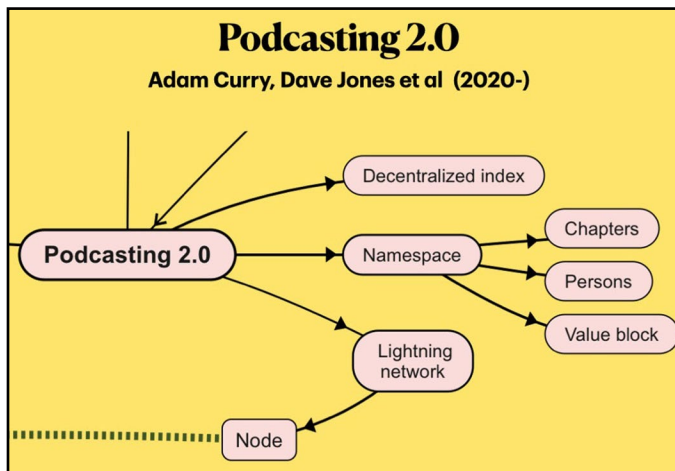 Podcasting 2.0
Adam Curry, Dave Jones et al (2020-)
Decentralized index
Podcasting 2.0
Namespace
Chapters
Persons
Value block
Lightning
network
Node